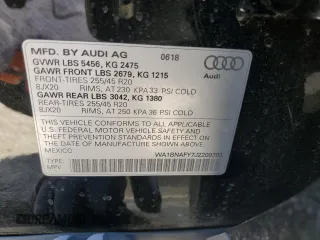 MFD. BY AUDI AG 0618
GVWR LBS 5456, KG 2475
GAWR FRONT LBS 2679, KG 1215
TIRES 255/45 R20
8JX20 RIMS, AT 230 KPA 33 PSI COLD
GAWR REAR LBS 3042, KG 1380
REAR-TIRES 255/45 R20
8JX20 RIMS, AT 250 KPA 36 PSI COLD
Audi
THIS VEHICLE CONFORMS TO ALL APPLICABLE
U.S. FEDERAL MOTOR VEHICLE SAFETY
THEFT PREVENTION STANDARDS IN EFFECT ON
THE DATE OF MANUFACTURE SHOWN ABOVE.
MEXICO
TYPE:
MPV